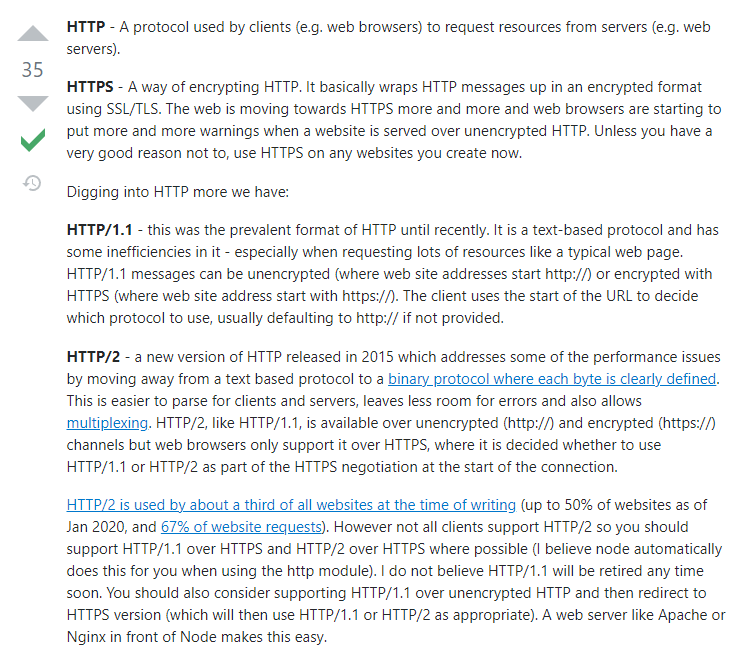 HTTP - A protocol used by clients (e.g. web browsers) to request resources from servers (e.g. web
servers).
35
HTTPS - A way of encrypting HTTP. It basically wraps HTTP messages up in an encrypted format
using SSL/TLS. The web is moving towards HTTPS more and more and web browsers are starting to
put more and more warnings when a website is served over unencrypted HTTP. Unless you have a
very good reason not to, use HTTPS on any websites you create now.
Digging into HTTP more we have:
HTTP/1.1 - this was the prevalent format of HTTP until recently. It is a text-based protocol and has
some inefficiencies in it - especially when requesting lots of resources like a typical web page.
HTTP/1.1 messages can be unencrypted (where web site addresses start http://) or encrypted with
HTTPS (where web site address start with https://). The client uses the start of the URL to decide
which protocol to use, usually defaulting to http:// if not provided.
HTTP/2 - a new version of HTTP released in 2015 which addresses some of the performance issues
by moving away from a text based protocol to a binary protocol where each byte is clearly defined.
This is easier to parse for clients and servers, leaves less room for errors and also allows
multiplexing. HTTP/2, like HTTP/1.1, is available over unencrypted (http://) and encrypted (https://)
channels but web browsers only support it over HTTPS, where it is decided whether to use
HTTP/1.1 or HTTP/2 as part of the HTTPS negotiation at the start of the connection.
HTTP/2 is used by about a third of all websites at the time of writing (up to 50% of websites as of
Jan 2020, and 67% of website requests). However not all clients support HTTP/2 so you should
support HTTP/1.1 over HTTPS and HTTP/2 over HTTPS where possible (I believe node automatically
does this for you when using the http module). I do not believe HTTP/1.1 will be retired any time
soon. You should also consider supporting HTTP/1.1 over unencrypted HTTP and then redirect to
HTTPS version (which will then use HTTP/1.1 or HTTP/2 as appropriate). A web server like Apache or
Nginx in front of Node makes this easy.